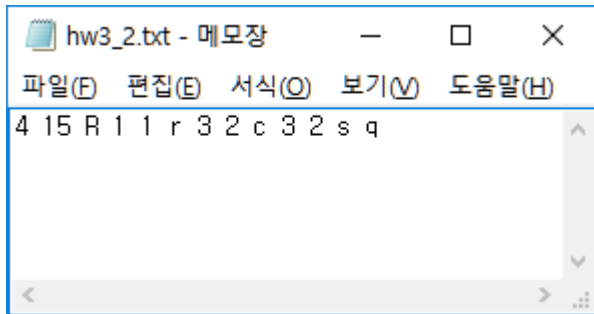 hw3_2.txt - 메모장
파일(F) 편집(E) 서식(O) 보기(V) 도움말(H)
4 15 R 1 1 r 3 2 c 3 2 s q